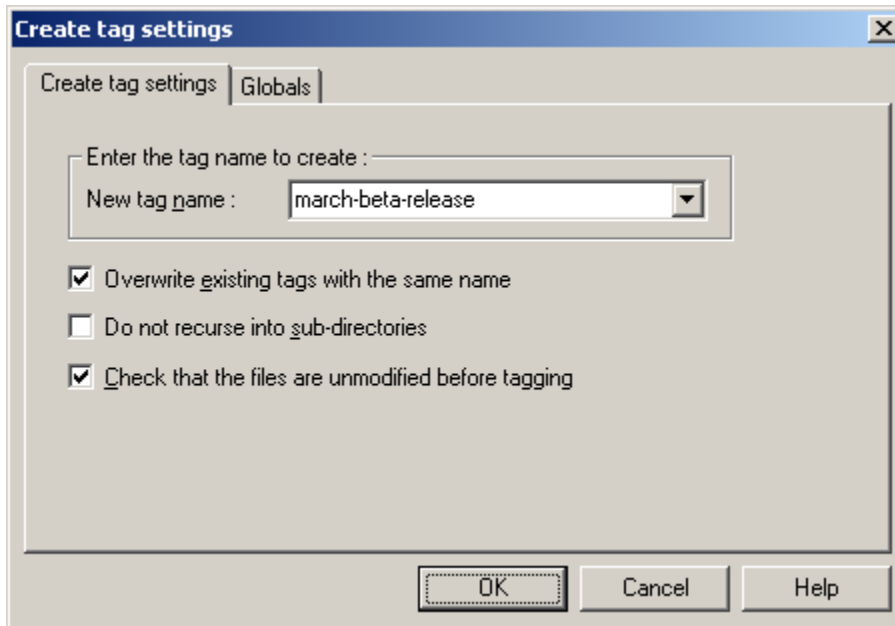 Create tag settings
Create tag settings Globals
Enter the tag name to create :
New tag name : march-beta-release
Overwrite existing tags with the same name
Do not recurse into sub-directories
Check that the files are unmodified before tagging
OK Cancel Help